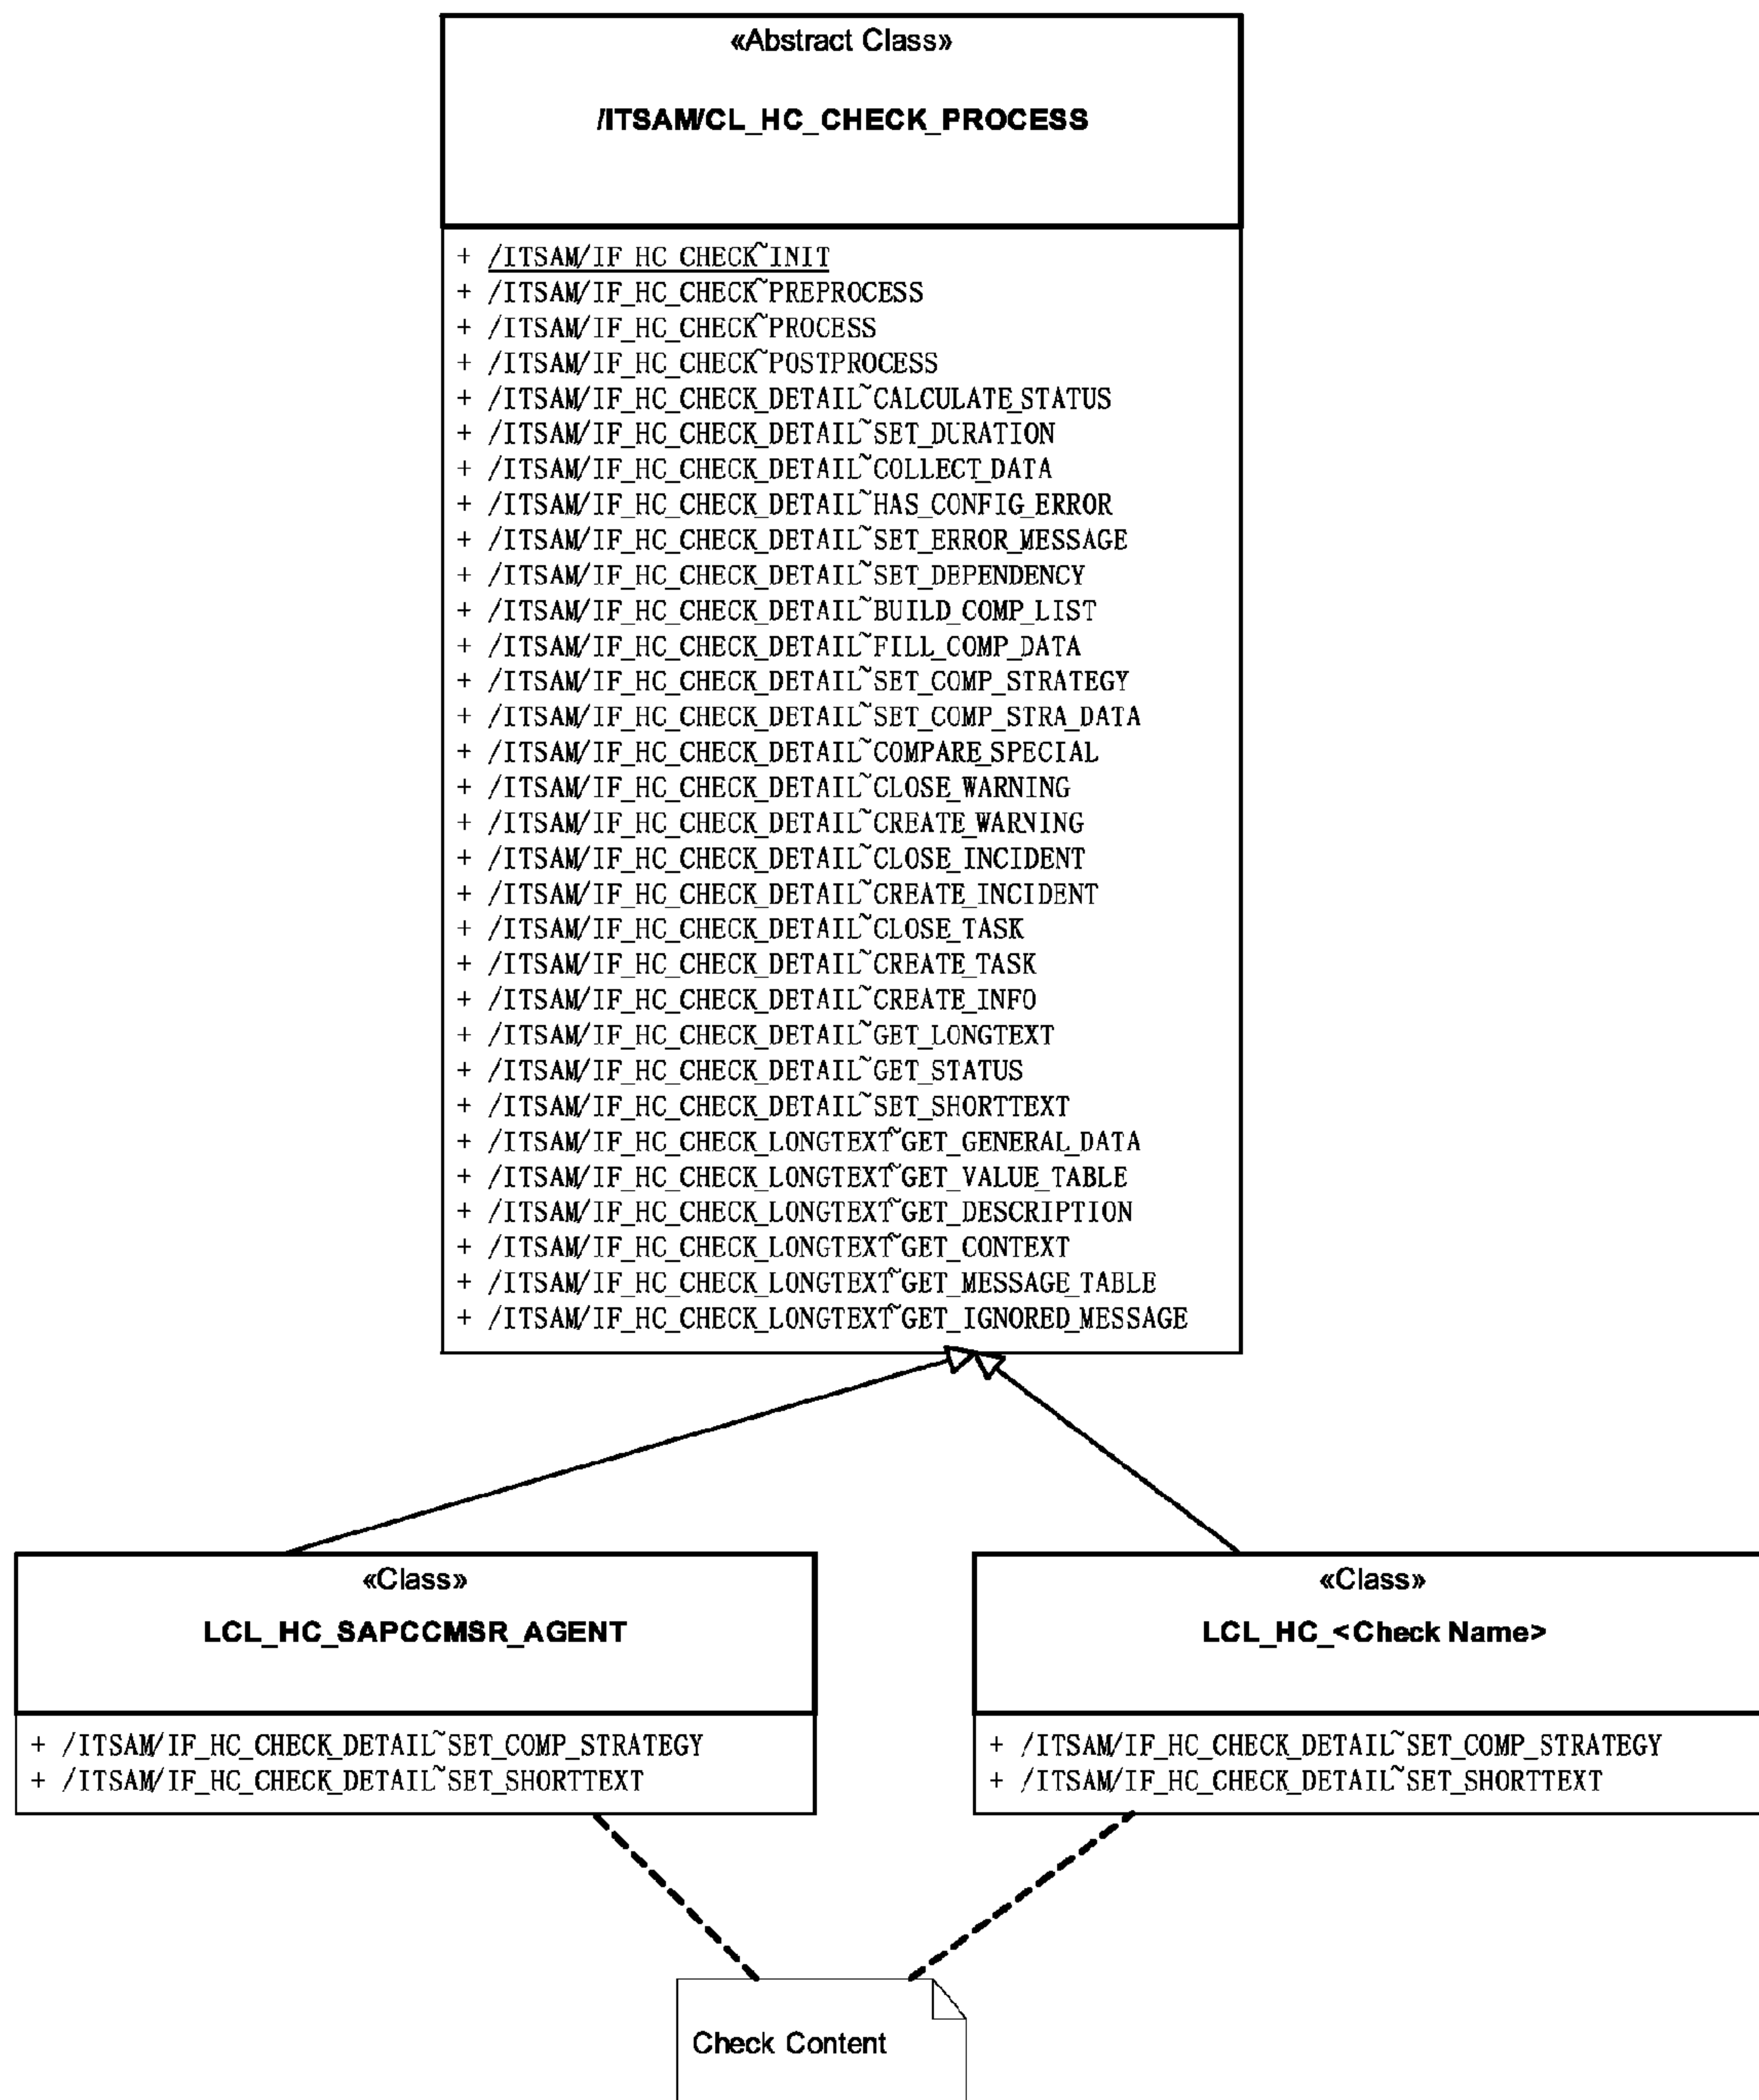 «Abstract Class»
/ITSAM/CL_HC_CHECK_PROCESS
+ /ITSAM/IF_HC_CHECK~INIT
+ /ITSAM/IF_HC_CHECK~PREPROCESS
+ /ITSAM/IF_HC_CHECK~PROCESS
+ /ITSAM/IF_HC_CHECK~POSTPROCESS
+ /ITSAM/IF_HC_CHECK_DETAIL~CALCULATE_STATUS
+ /ITSAM/IF_HC_CHECK_DETAIL~SET_DURATION
+ /ITSAM/IF_HC_CHECK_DETAIL~COLLECT_DATA
+ /ITSAM/IF_HC_CHECK_DETAIL~HAS_CONFIG_ERROR
+ /ITSAM/IF_HC_CHECK_DETAIL~SET_ERROR_MESSAGE
+ /ITSAM/IF_HC_CHECK_DETAIL~SET_DEPENDENCY
+ /ITSAM/IF_HC_CHECK_DETAIL~BUILD_COMP_LIST
+ /ITSAM/IF_HC_CHECK_DETAIL~FILL_COMP_DATA
+ /ITSAM/IF_HC_CHECK_DETAIL~SET_COMP_STRATEGY
+ /ITSAM/IF_HC_CHECK_DETAIL~SET_COMP_STRA_DATA
+ /ITSAM/IF_HC_CHECK_DETAIL~COMPARE_SPECIAL
+ /ITSAM/IF_HC_CHECK_DETAIL~CLOSE_WARNING
+ /ITSAM/IF_HC_CHECK_DETAIL~CREATE_WARNING
+ /ITSAM/IF_HC_CHECK_DETAIL~CLOSE_INCIDENT
+ /ITSAM/IF_HC_CHECK_DETAIL~CREATE_INCIDENT
+ /ITSAM/IF_HC_CHECK_DETAIL~CLOSE_TASK
+ /ITSAM/IF_HC_CHECK_DETAIL~CREATE_TASK
+ /ITSAM/IF_HC_CHECK_DETAIL~CREATE_INFO
+ /ITSAM/IF_HC_CHECK_DETAIL~GET_LONGTEXT
+ /ITSAM/IF_HC_CHECK_DETAIL~GET_STATUS
+ /ITSAM/IF_HC_CHECK_DETAIL~SET_SHORTTEXT
+ /ITSAM/IF_HC_CHECK_LONGTEXT~GET_GENERAL_DATA
+ /ITSAM/IF_HC_CHECK_LONGTEXT~GET_VALUE_TABLE
+ /ITSAM/IF_HC_CHECK_LONGTEXT~GET_DESCRIPTION
+ /ITSAM/IF_HC_CHECK_LONGTEXT~GET_CONTEXT
+ /ITSAM/IF_HC_CHECK_LONGTEXT~GET_MESSAGE_TABLE
+ /ITSAM/IF_HC_CHECK_LONGTEXT~GET_IGNORED_MESSAGE
«Class»
LCL_HC_SAPCCMSR_AGENT
+ /ITSAM/IF_HC_CHECK_DETAIL~SET_COMP_STRATEGY
+ /ITSAM/IF_HC_CHECK_DETAIL~SET_SHORTTEXT
«Class»
LCL_HC_<Check Name>
+ /ITSAM/IF_HC_CHECK_DETAIL~SET_COMP_STRATEGY
+ /ITSAM/IF_HC_CHECK_DETAIL~SET_SHORTTEXT
Check Content